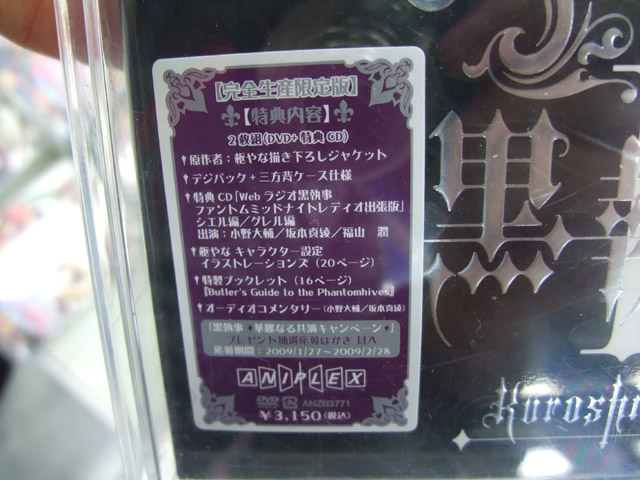 【完全生産限定版】
【特典内容】
2枚組(DVD+特典CD)
原作者:枢やな描き下ろしジャケット
デジパック+三方背ケース仕様
特典CD「Web ラジオ黒執事
ファントムミッドナイトレディオ出張版」
シエル編/グレル編
出演:小野大輔/坂本真綾/福山 潤
枢やな キャラクター設定
イラストレーションズ(20ページ)
特製ブックレット(16ページ)
『Butler's Guide to the Phantomhives』
オーディオコメンタリー(小野大輔/坂本真綾)
「黒執事 華麗なる共演キャンペーン」
プレゼント抽選応募はがき 封入
応募期間:2009/1/27~2009/2/28
ANIPLEX
DVD VIDEO ANZB3771
¥3,150(税込)
黒
Kuroshi